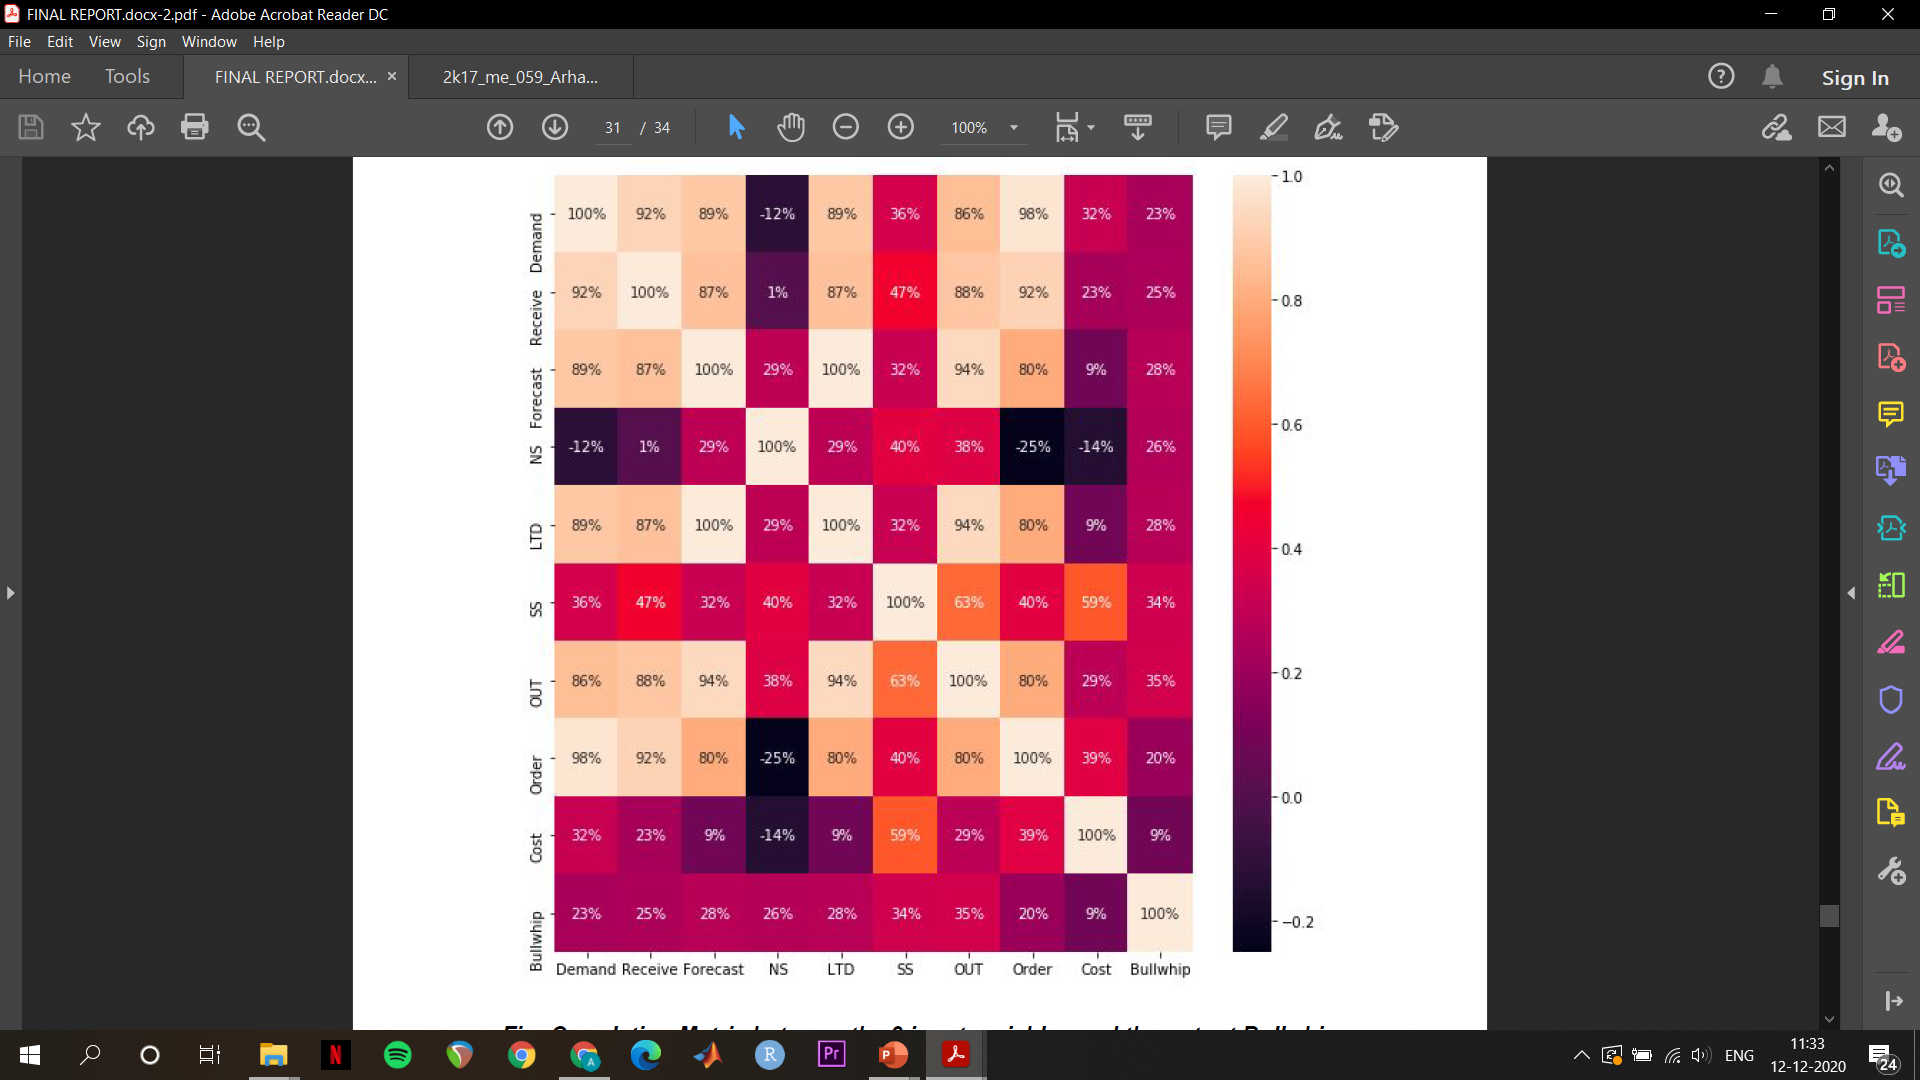 FINAL REPORT.docx-2.pdf - Adobe Acrobat Reader DC
File Edit View Sign Window Help
Home Tools FINAL REPORT.docx... × 2k17_me_059_Arha... Sign In
31 / 34 100%
Demand 100% 92% 89% -12% 89% 36% 86% 98% 32% 23%
Receive 92% 100% 87% 1% 87% 47% 88% 92% 23% 25%
Forecast 89% 87% 100% 29% 100% 32% 94% 80% 9% 28%
NS -12% 1% 29% 100% 29% 40% 38% -25% -14% 26%
LTD 89% 87% 100% 29% 100% 32% 94% 80% 9% 28%
SS 36% 47% 32% 40% 32% 100% 63% 40% 59% 34%
OUT 86% 88% 94% 38% 94% 63% 100% 80% 29% 35%
Order 98% 92% 80% -25% 80% 40% 80% 100% 39% 20%
Cost 32% 23% 9% -14% 9% 59% 29% 39% 100% 9%
Bullwhip 23% 25% 28% 26% 28% 34% 35% 20% 9% 100%
Demand Receive Forecast NS LTD SS OUT Order Cost Bullwhip
1.0
0.8
0.6
0.4
0.2
0.0
−0.2
N R Pr P A
ENG
11:33
12-12-2020
24